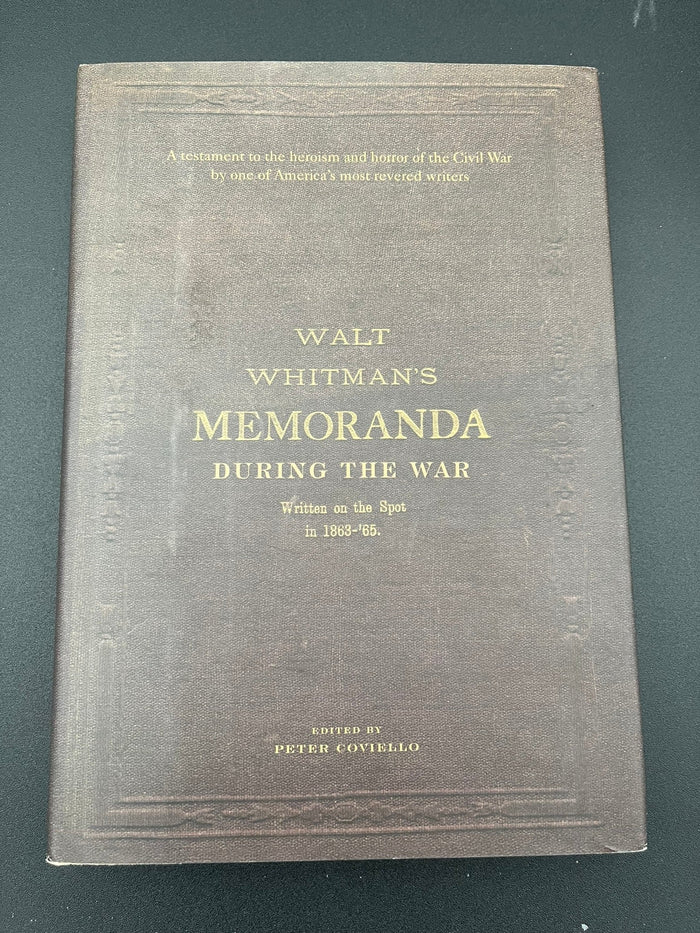 A testament to the heroism and horror of the Civil War
by one of America's most revered writers
WALT
WHITMAN'S
MEMORANDA
DURING THE WAR
Written on the Spot
in 1863-'65.
EDITED BY
PETER COVIELLO